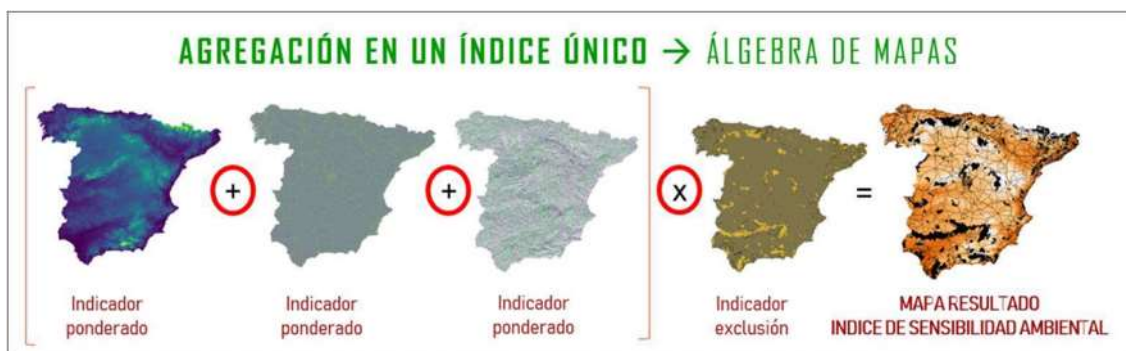 AGREGACIÓN EN UN ÍNDICE ÚNICO → ÁLGEBRA DE MAPAS
+
+
x
=
Indicador
ponderado
Indicador
ponderado
Indicador
ponderado
Indicador
exclusión
MAPA RESULTADO
INDICE DE SENSIBILIDAD AMBIENTAL